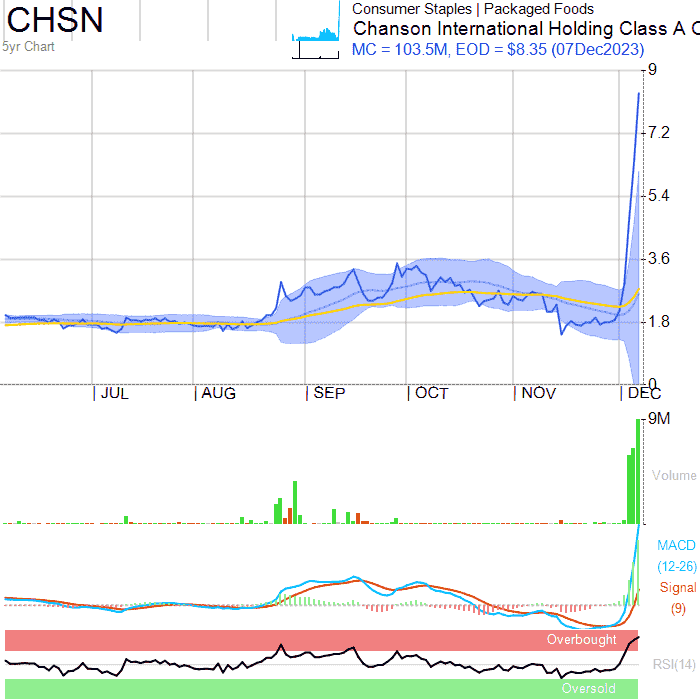 CHSN
5yr Chart
Consumer Staples | Packaged Foods
Chanson International Holding Class A O
MC = 103.5M, EOD = $8.35 (07Dec2023)
9
7.2
5.4
3.6
1.8
0
JUL AUG SEP OCT NOV DEC
9M
Volume
MACD
(12-26)
Signal
(9)
Overbought
RSI(14)
Oversold